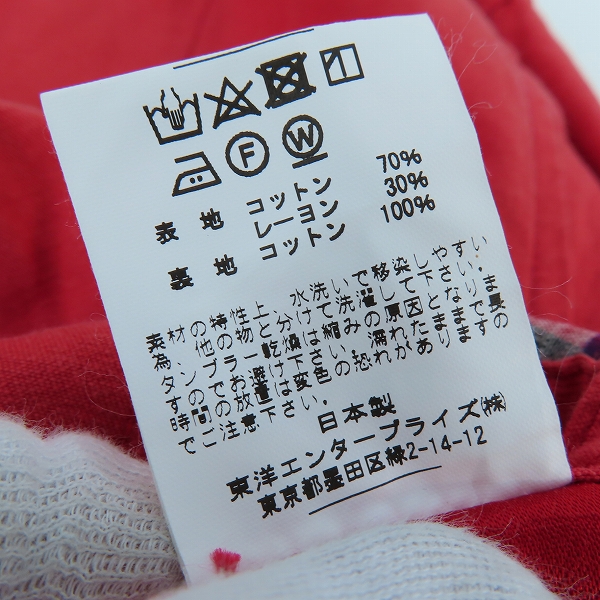 F W
表地 コットン 70%
レーヨン 30%
裏地 コットン 100%
素材の特性上、水洗いで移染しやすい
為、他の物と分けて洗濯して下さい。ま
タンブラー乾燥は縮みの原因となりま
すのでお避け下さい。濡れたままで長
時間の放置は変色の恐れがありますの
でご注意下さい。
日本製
東洋エンタープライズ㈱
東京都墨田区緑2-14-12